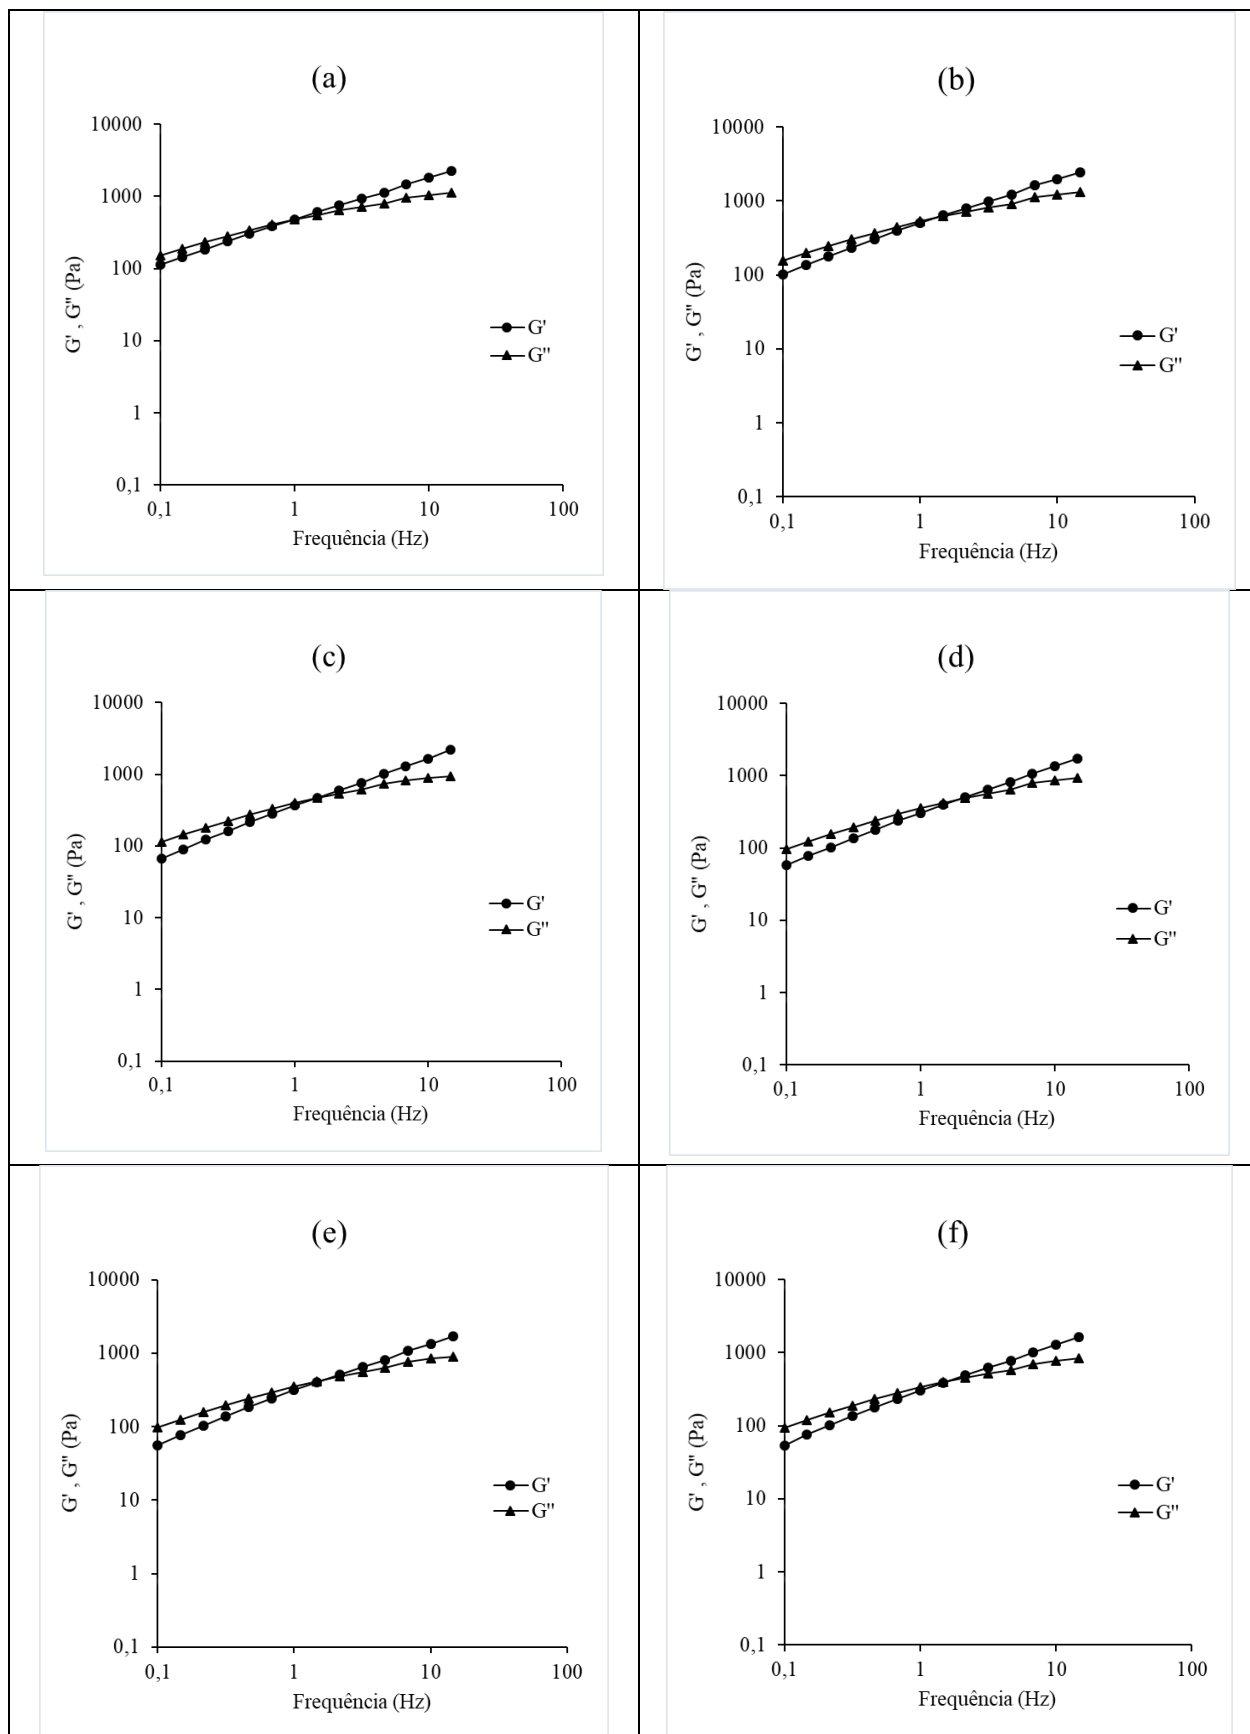 (a)
10000
1000
100
10
1
0,1
G' , G" (Pa)
G'
G"
0,1 1 10 100
Frequência (Hz)
(b)
10000
1000
100
10
1
0,1
G' , G" (Pa)
G'
G"
0,1 1 10 100
Frequência (Hz)
(c)
10000
1000
100
10
1
0,1
G' , G" (Pa)
G'
G"
0,1 1 10 100
Frequência (Hz)
(d)
10000
1000
100
10
1
0,1
G' , G" (Pa)
G'
G"
0,1 1 10 100
Frequência (Hz)
(e)
10000
1000
100
10
1
0,1
G' , G" (Pa)
G'
G"
0,1 1 10 100
Frequência (Hz)
(f)
10000
1000
100
10
1
0,1
G' , G" (Pa)
G'
G"
0,1 1 10 100
Frequência (Hz)